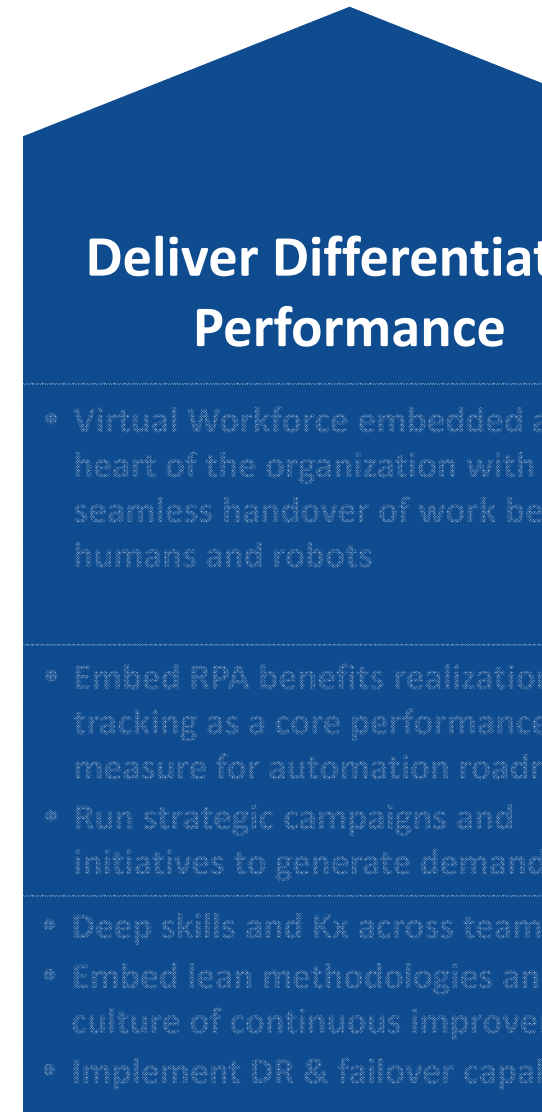 Deliver Differentiat
Performance
• Virtual Workforce embedded a
heart of the organization with
seamless handover of work be
humans and robots
• Embed RPA benefits realization
tracking as a core performance
measure for automation roadm
• Run strategic campaigns and
initiatives to generate demand
• Deep skills and Kx across team
• Embed lean methodologies an
culture of continuous improve
• Implement DR & failover capab